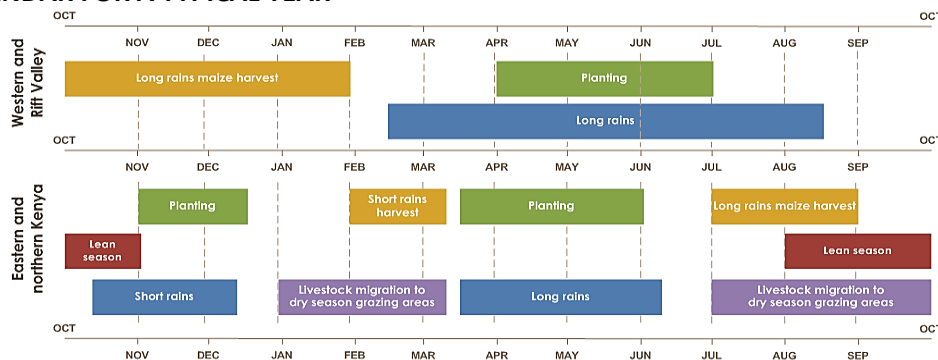 OCT
NOV DEC JAN FEB MAR APR MAY JUN JUL AUG SEP
Western and
Rift Valley
Long rains maize harvest
Planting
Long rains
OCT
NOV DEC JAN FEB MAR APR MAY JUN JUL AUG SEP
Eastern and
northern Kenya
Planting
Short rains
harvest
Planting
Long rains maize harvest
Lean
season
Lean season
Short rains
Livestock migration to
dry season grazing areas
Long rains
Livestock migration to
dry season grazing areas
OCT
NOV DEC JAN FEB MAR APR MAY JUN JUL AUG SEP